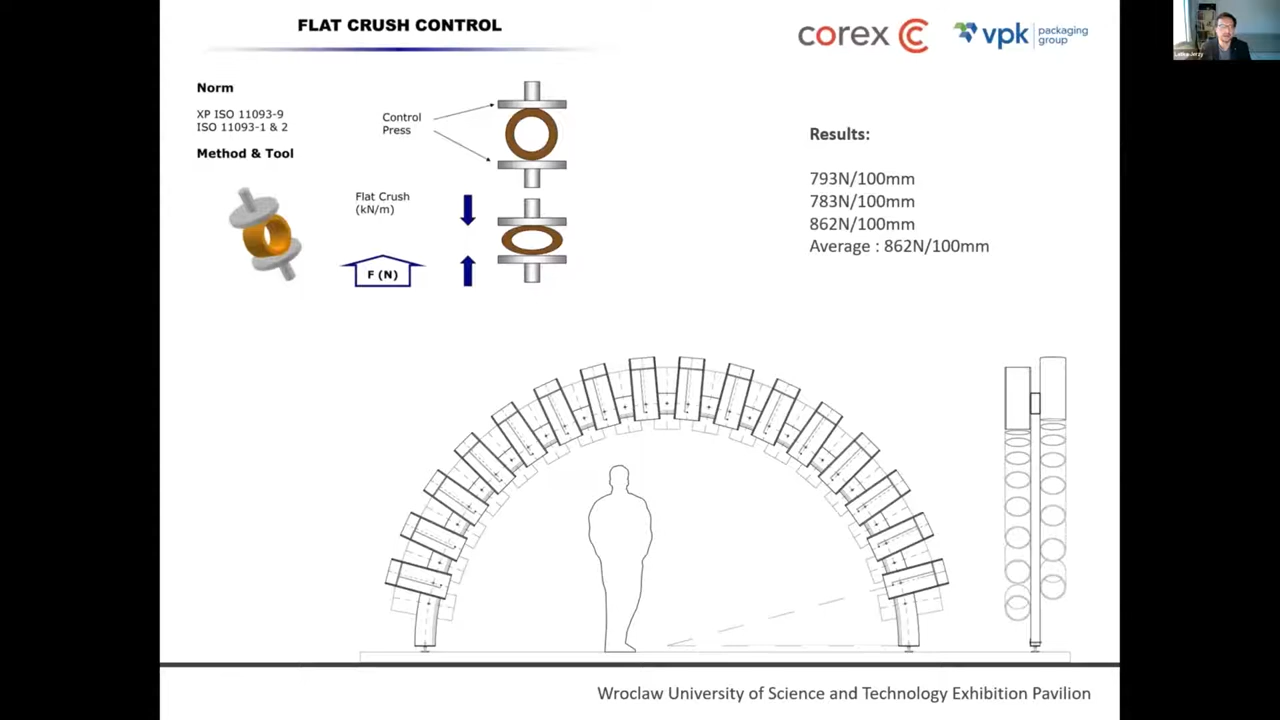 FLAT CRUSH CONTROL
corex
vpk packaging group
Norm
XP ISO 11093-9
ISO 11093-1 & 2
Method & Tool
Control
Press
Flat Crush
(kN/m)
F (N)
Results:
793N/100mm
783N/100mm
862N/100mm
Average : 862N/100mm
Wroclaw University of Science and Technology Exhibition Pavilion